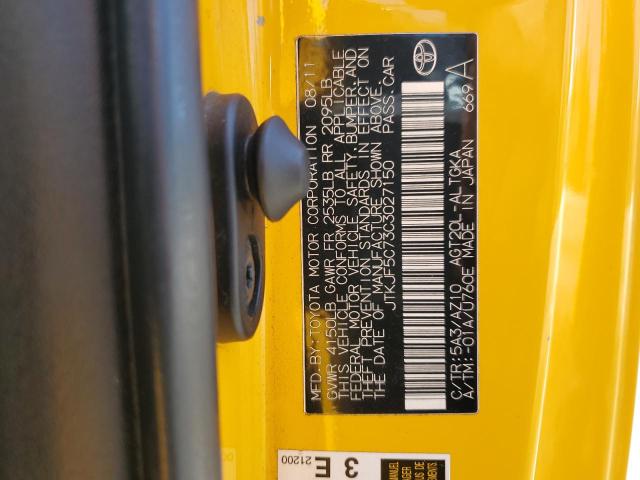 MFD.BY:TOYOTA MOTOR CORPORATION 08/11
GVWR 4150LB GAWR FR 2535LB RR 2095LB
THIS VEHICLE CONFORMS TO ALL APPLICABLE
FEDERAL MOTOR VEHICLE SAFETY, BUMPER, AND
THEFT PREVENTION STANDARDS IN EFFECT ON
THE DATE OF MANUFACTURE SHOWN ABOVE.
JTKJF5C73C3027150 PASS.CAR
C/TR:5A3/AZ10 AGT20L-ALTGKA
A/TM:-01A/U760E MADE IN JAPAN 669 A
21200
3 E